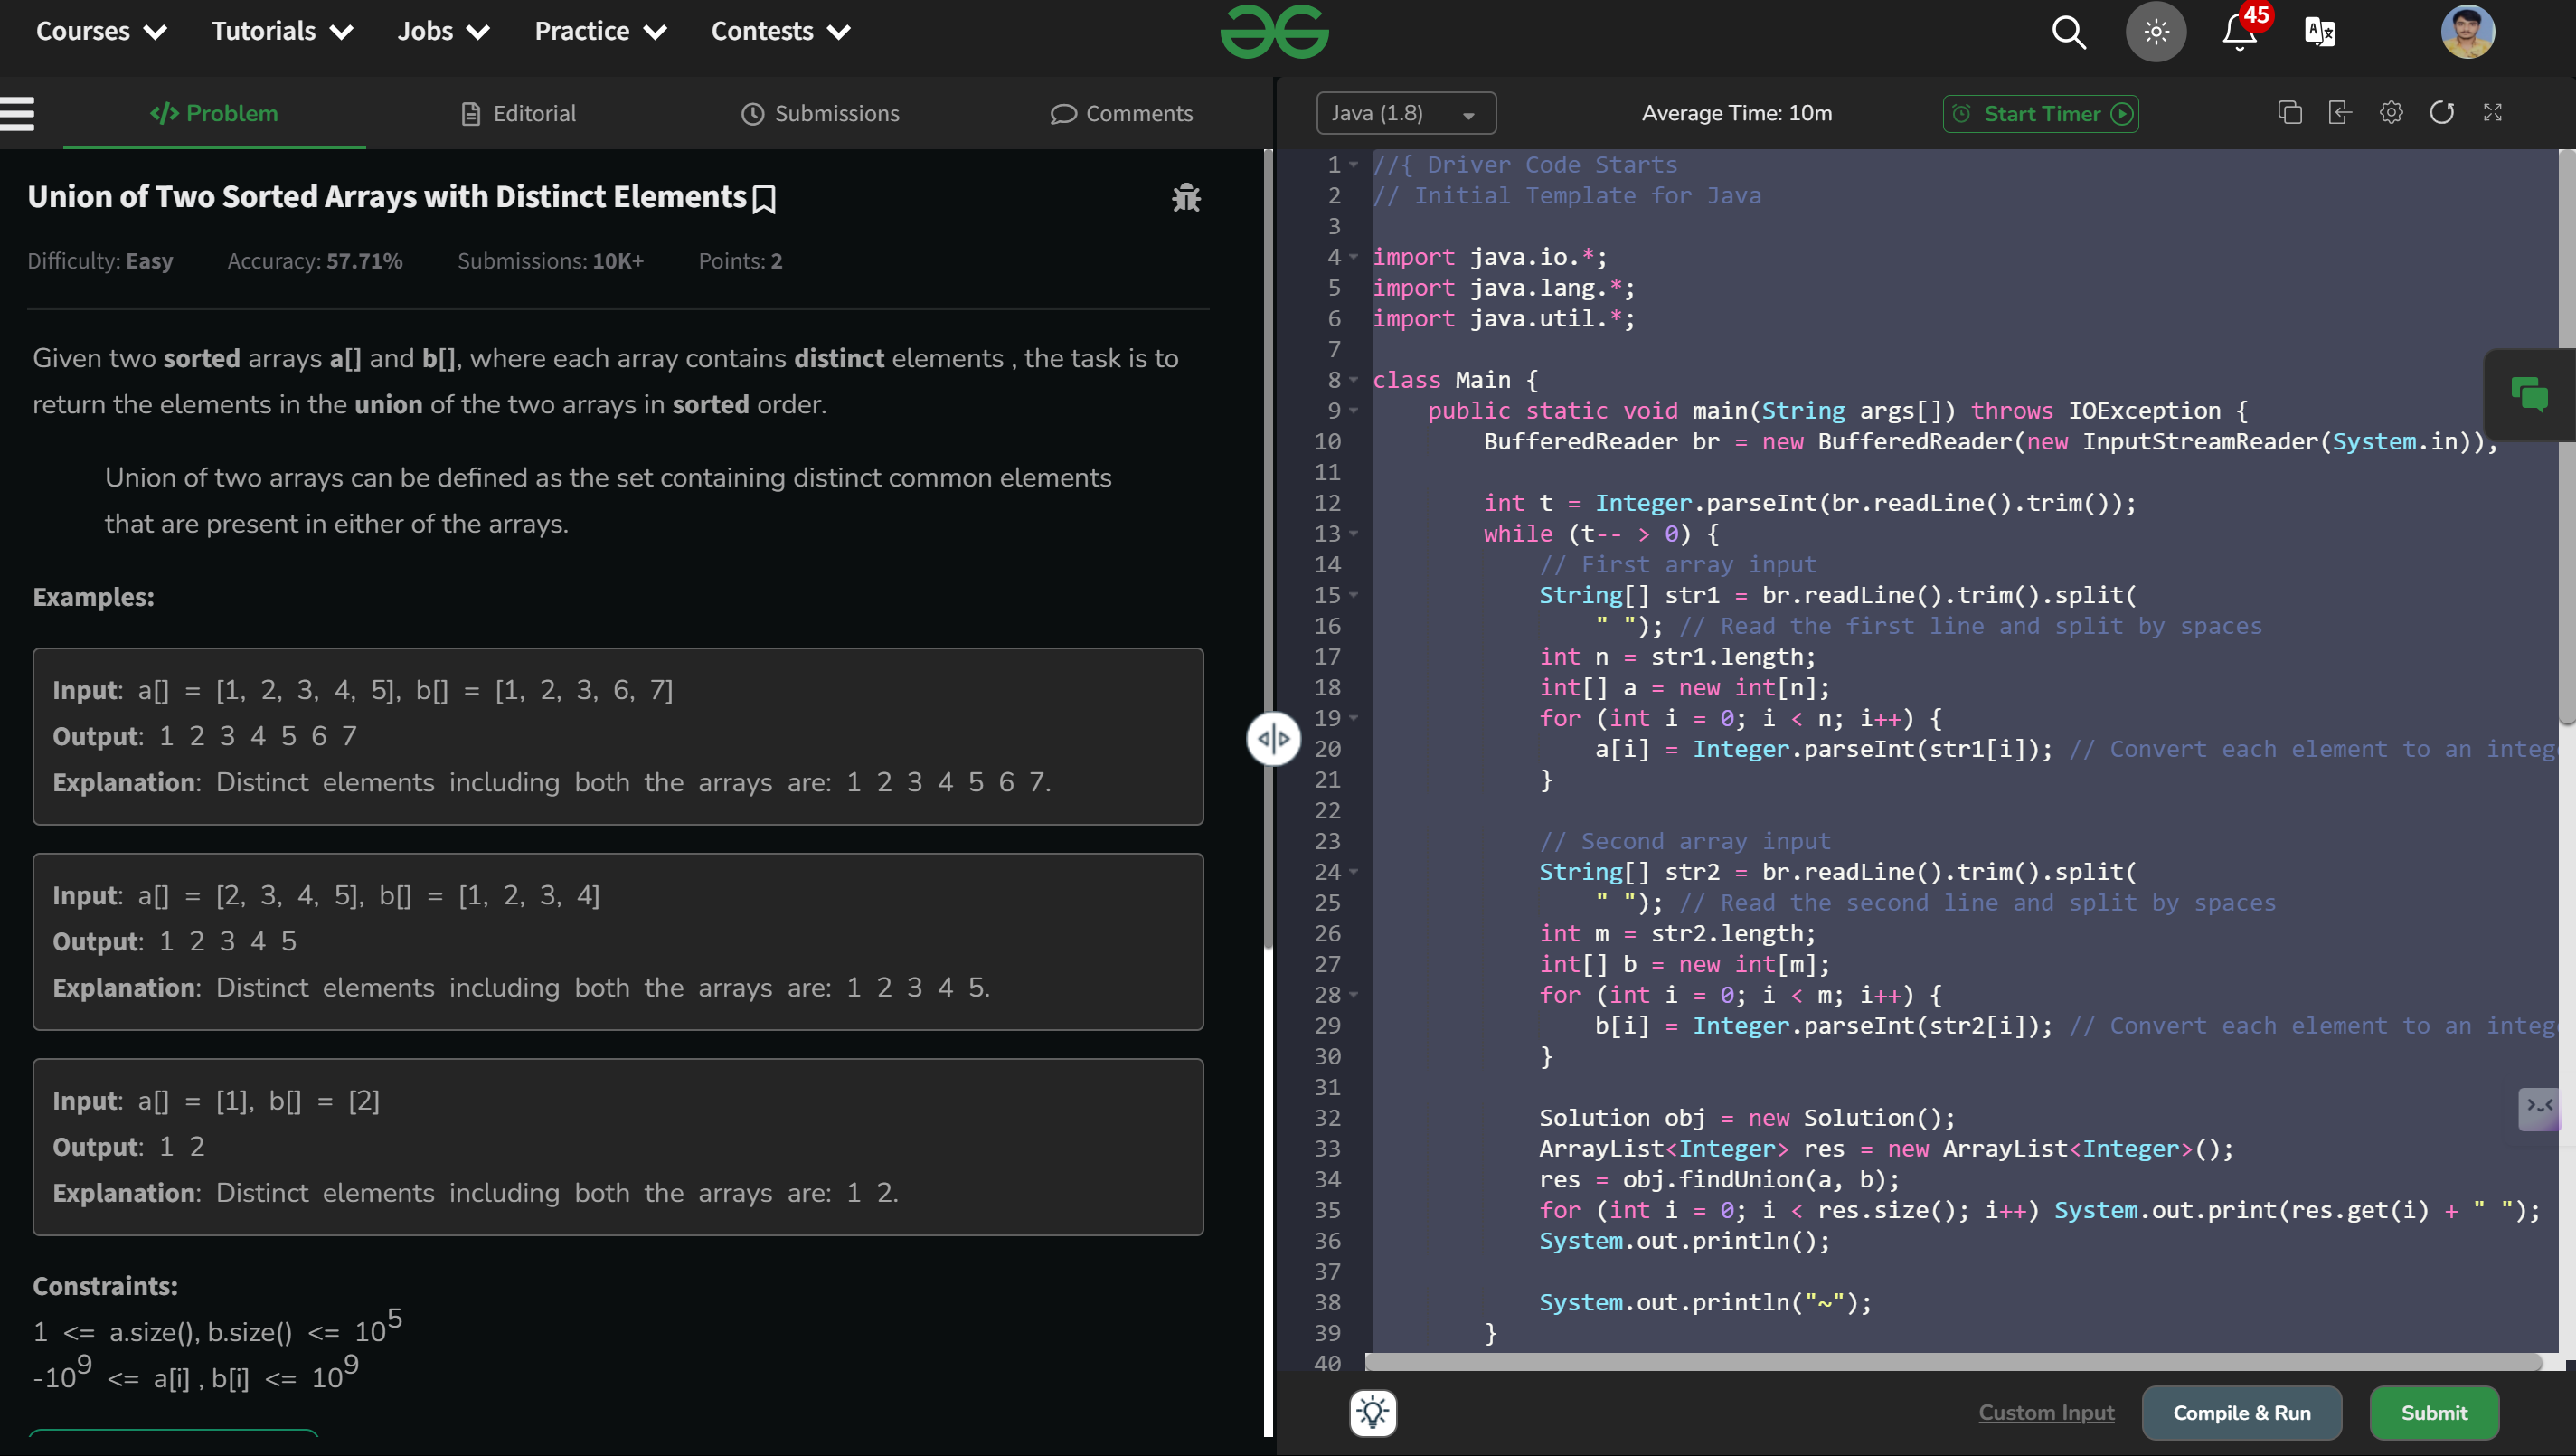 Courses Tutorials Jobs Practice Contests
45
Problem Editorial Submissions Comments
Union of Two Sorted Arrays with Distinct Elements
Difficulty: Easy Accuracy: 57.71% Submissions: 10K+ Points: 2
Given two sorted arrays a[] and b[], where each array contains distinct elements , the task is to
return the elements in the union of the two arrays in sorted order.
Union of two arrays can be defined as the set containing distinct common elements
that are present in either of the arrays.
Examples:
Input: a[] = [1, 2, 3, 4, 5], b[] = [1, 2, 3, 6, 7]
Output: 1 2 3 4 5 6 7
Explanation: Distinct elements including both the arrays are: 1 2 3 4 5 6 7.
Input: a[] = [2, 3, 4, 5], b[] = [1, 2, 3, 4]
Output: 1 2 3 4 5
Explanation: Distinct elements including both the arrays are: 1 2 3 4 5.
Input: a[] = [1], b[] = [2]
Output: 1 2
Explanation: Distinct elements including both the arrays are: 1 2.
Constraints:
1 <= a.size(), b.size() <= 10^5
-10^9 <= a[i] , b[i] <= 10^9
Java (1.8) Average Time: 10m Start Timer
1 //{ Driver Code Starts
2 // Initial Template for Java
3
4 import java.io.*;
5 import java.lang.*;
6 import java.util.*;
7
8 class Main {
9 public static void main(String args[]) throws IOException {
10 BufferedReader br = new BufferedReader(new InputStreamReader(System.in));
11
12 int t = Integer.parseInt(br.readLine().trim());
13 while (t-- > 0) {
14 // First array input
15 String[] str1 = br.readLine().trim().split(
16 " "); // Read the first line and split by spaces
17 int n = str1.length;
18 int[] a = new int[n];
19 for (int i = 0; i < n; i++) {
20 a[i] = Integer.parseInt(str1[i]); // Convert each element to an integ
21 }
22
23 // Second array input
24 String[] str2 = br.readLine().trim().split(
25 " "); // Read the second line and split by spaces
26 int m = str2.length;
27 int[] b = new int[m];
28 for (int i = 0; i < m; i++) {
29 b[i] = Integer.parseInt(str2[i]); // Convert each element to an integ
30 }
31
32 Solution obj = new Solution();
33 ArrayList<Integer> res = new ArrayList<Integer>();
34 res = obj.findUnion(a, b);
35 for (int i = 0; i < res.size(); i++) System.out.print(res.get(i) + " ");
36 System.out.println();
37
38 System.out.println("~");
39 }
40
Custom Input Compile & Run Submit